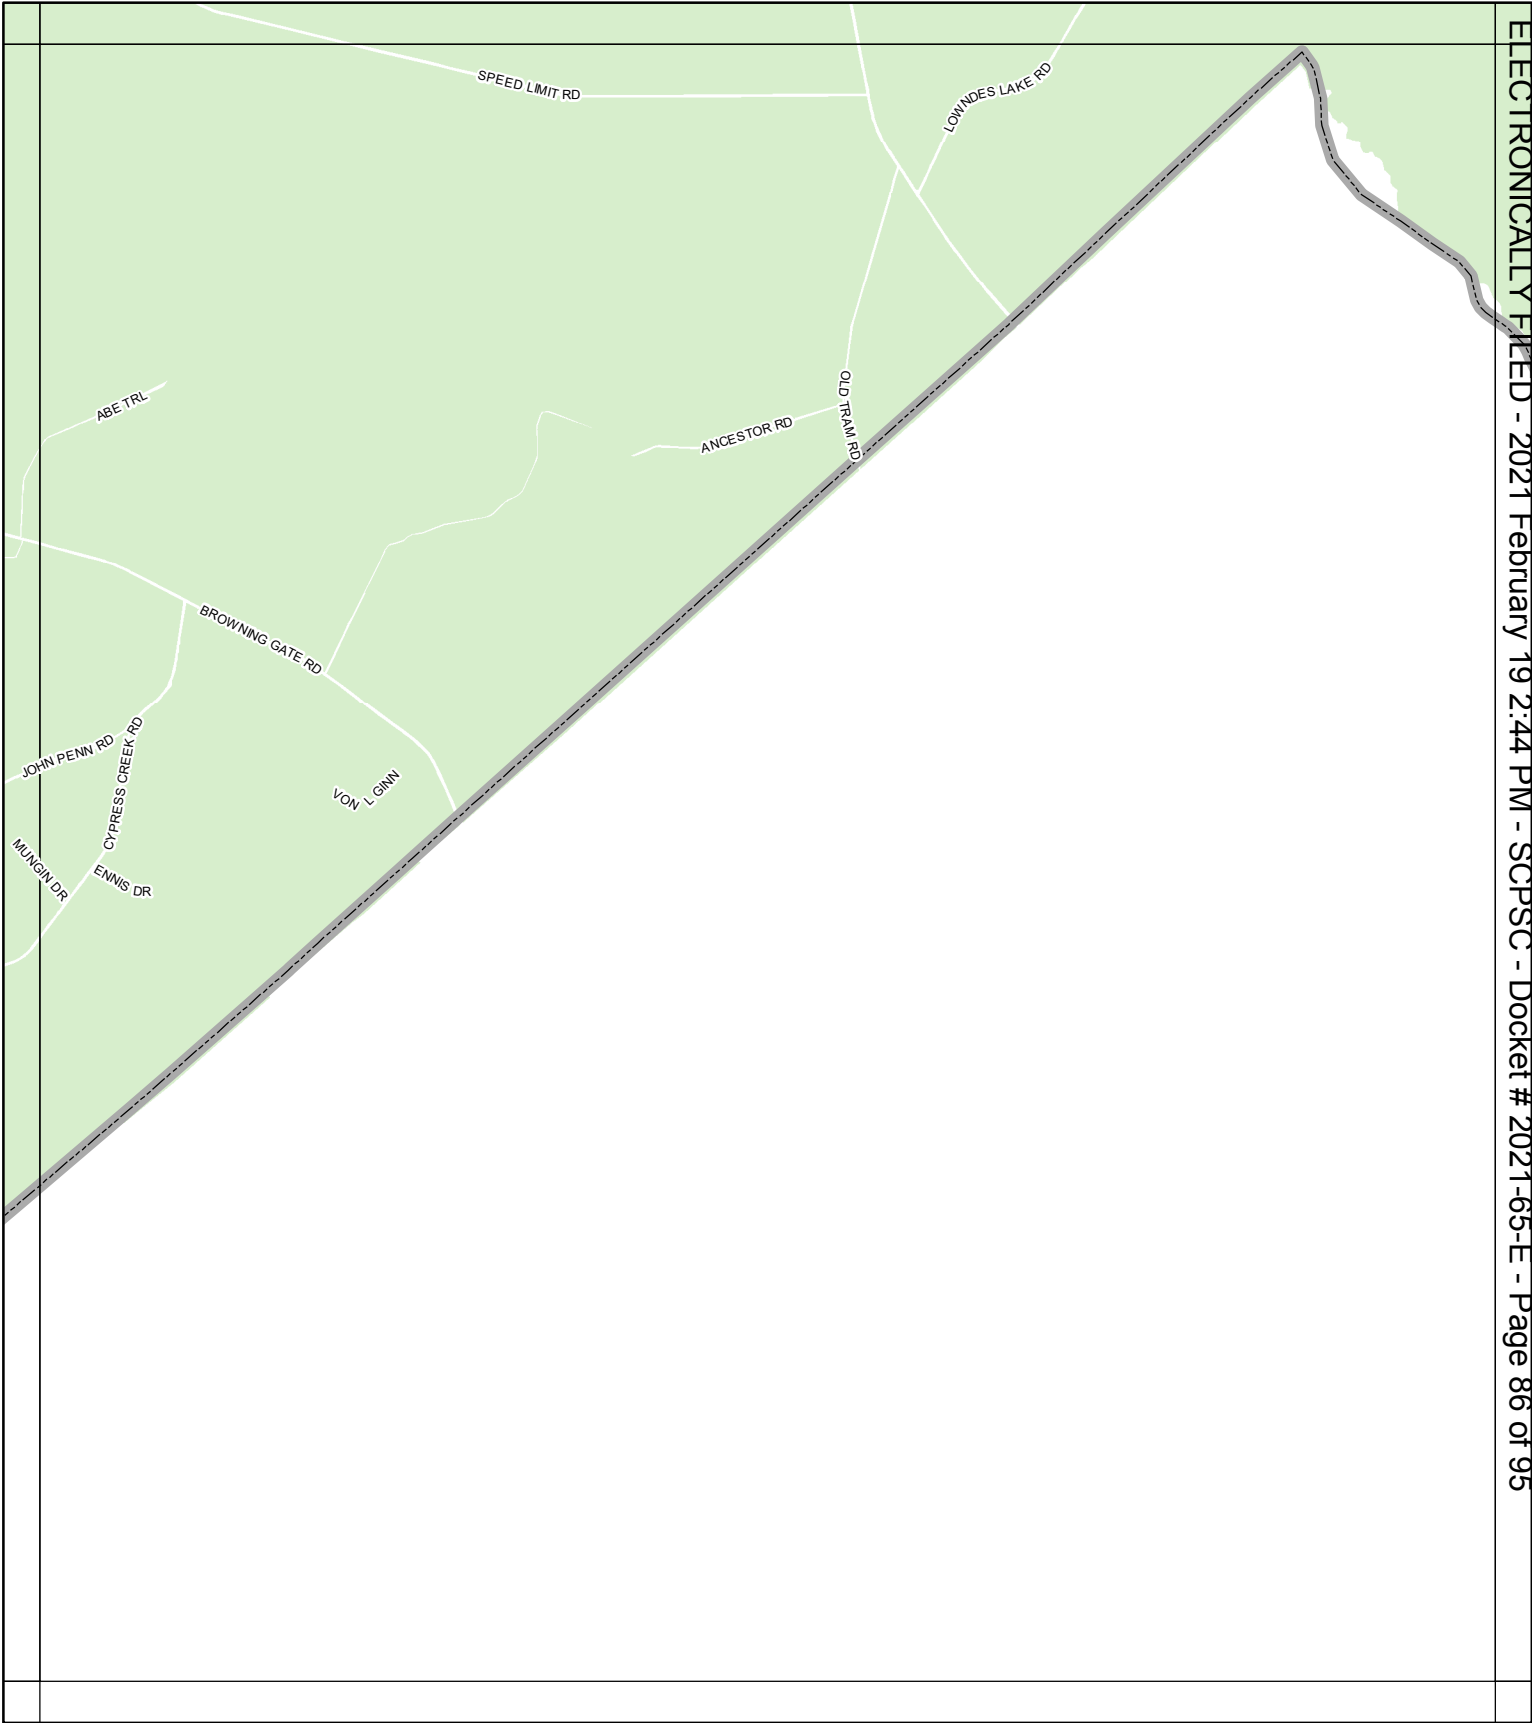 SPEED LIMIT RD
LOWNDES LAKE RD
ABE TRL
ANCESTOR RD
OLD TRAM RD
BROWNING GATE RD
JOHN PENN RD
CYPRESS CREEK RD
VON L GINN
MUNGIN DR
ENNIS DR
ELECTRONICALLY FILED - 2021 February 19 2:44 PM - SCPSC - Docket # 2021-65-E - Page 86 of 95